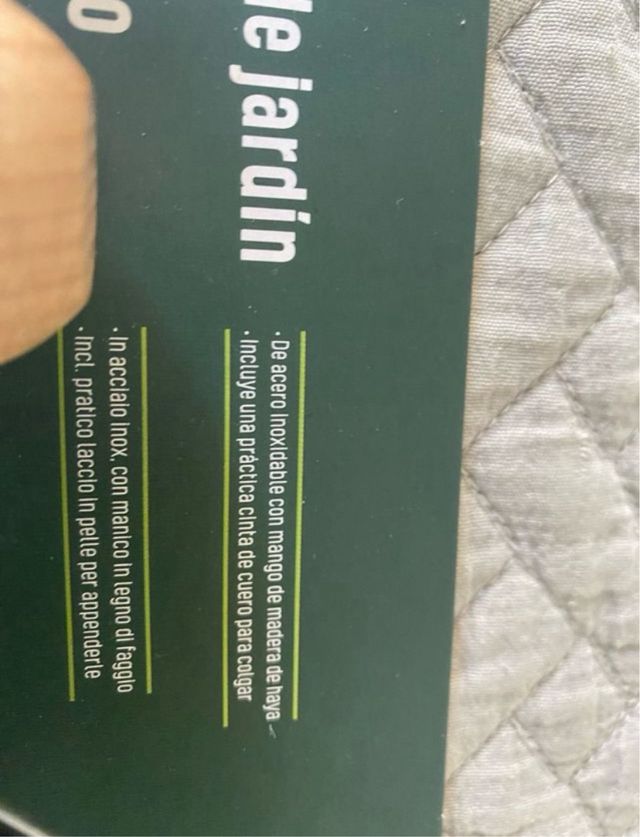 de jardín
· De acero inoxidable con mango de madera de haya
· Incluye una práctica cinta de cuero para colgar
o
· In acciaio inox. con manico in legno di faggio
· Incl. pratico laccio in pelle per appenderle